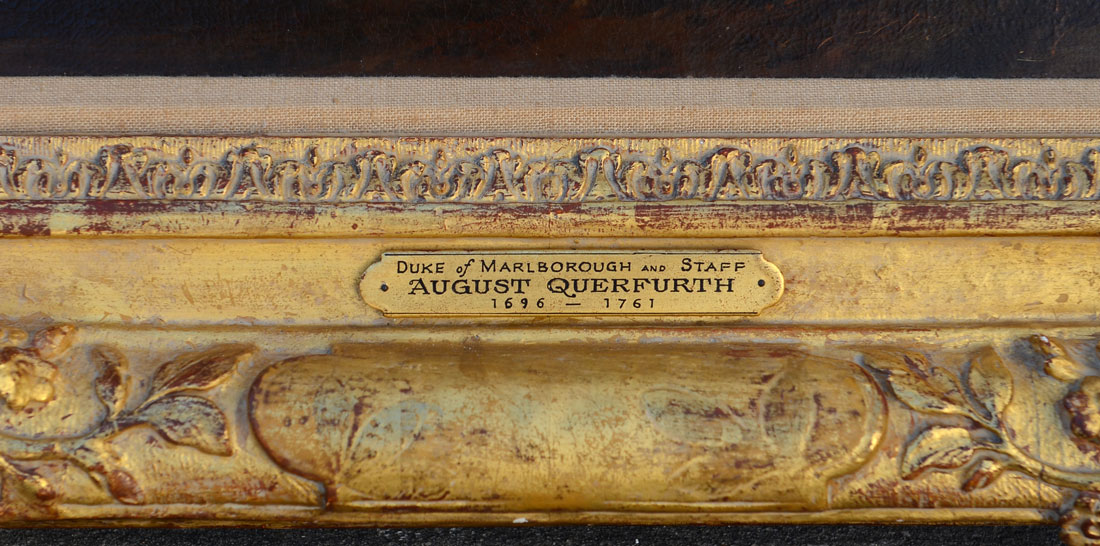 DUKE of MARLBOROUGH AND STAFF
AUGUST QUERFURTH
1696 — 1761